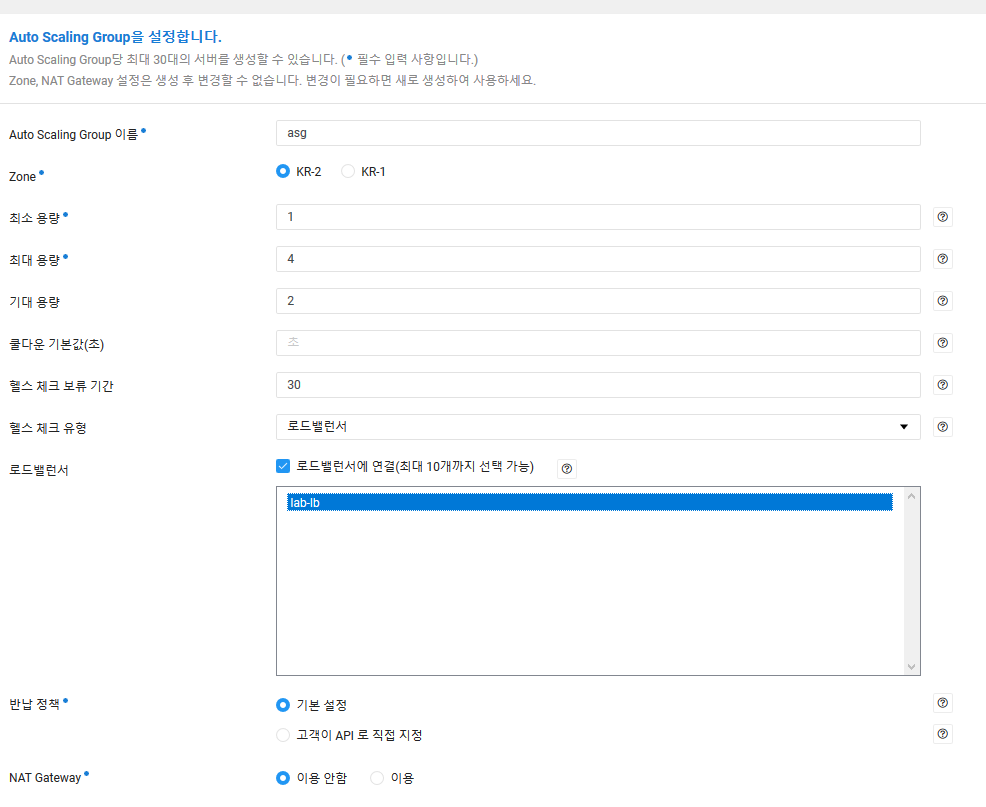 Auto Scaling Group을 설정합니다.
Auto Scaling Group당 최대 30대의 서버를 생성할 수 있습니다. (• 필수 입력 사항입니다.)
Zone, NAT Gateway 설정은 생성 후 변경할 수 없습니다. 변경이 필요하면 새로 생성하여 사용하세요.
Auto Scaling Group 이름• asg
Zone• KR-2 KR-1
최소 용량• 1 ?
최대 용량• 4 ?
기대 용량 2 ?
쿨다운 기본값(초) 초 ?
헬스 체크 보류 기간 30 ?
헬스 체크 유형 로드밸런서 ?
로드밸런서 로드밸런서에 연결(최대 10개까지 선택 가능) ?
lab-lb
반납 정책• 기본 설정 ?
고객이 API 로 직접 지정 ?
NAT Gateway• 이용 안함 이용